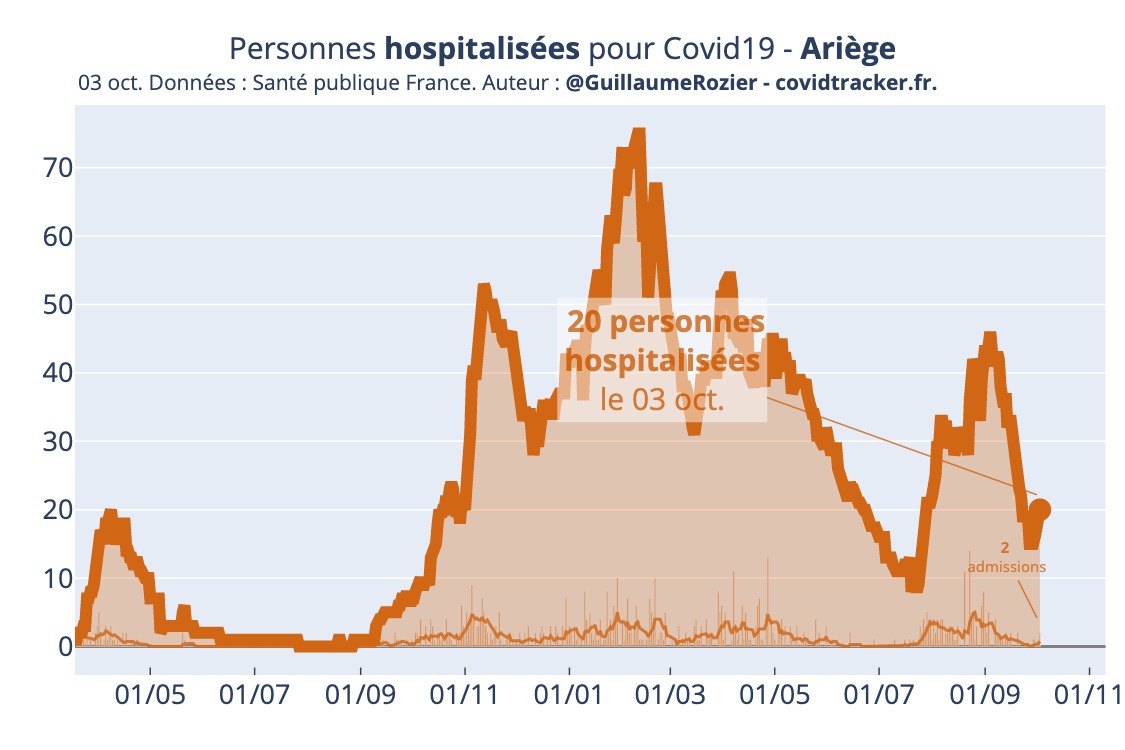 Personnes hospitalisées pour Covid19 - Ariège
03 oct. Données : Santé publique France. Auteur : @GuillaumeRozier - covidtracker.fr.
70
60
50
40
30
20
10
0
20 personnes
hospitalisées
le 03 oct.
2
admissions
01/05 01/07 01/09 01/11 01/01 01/03 01/05 01/07 01/09 01/11